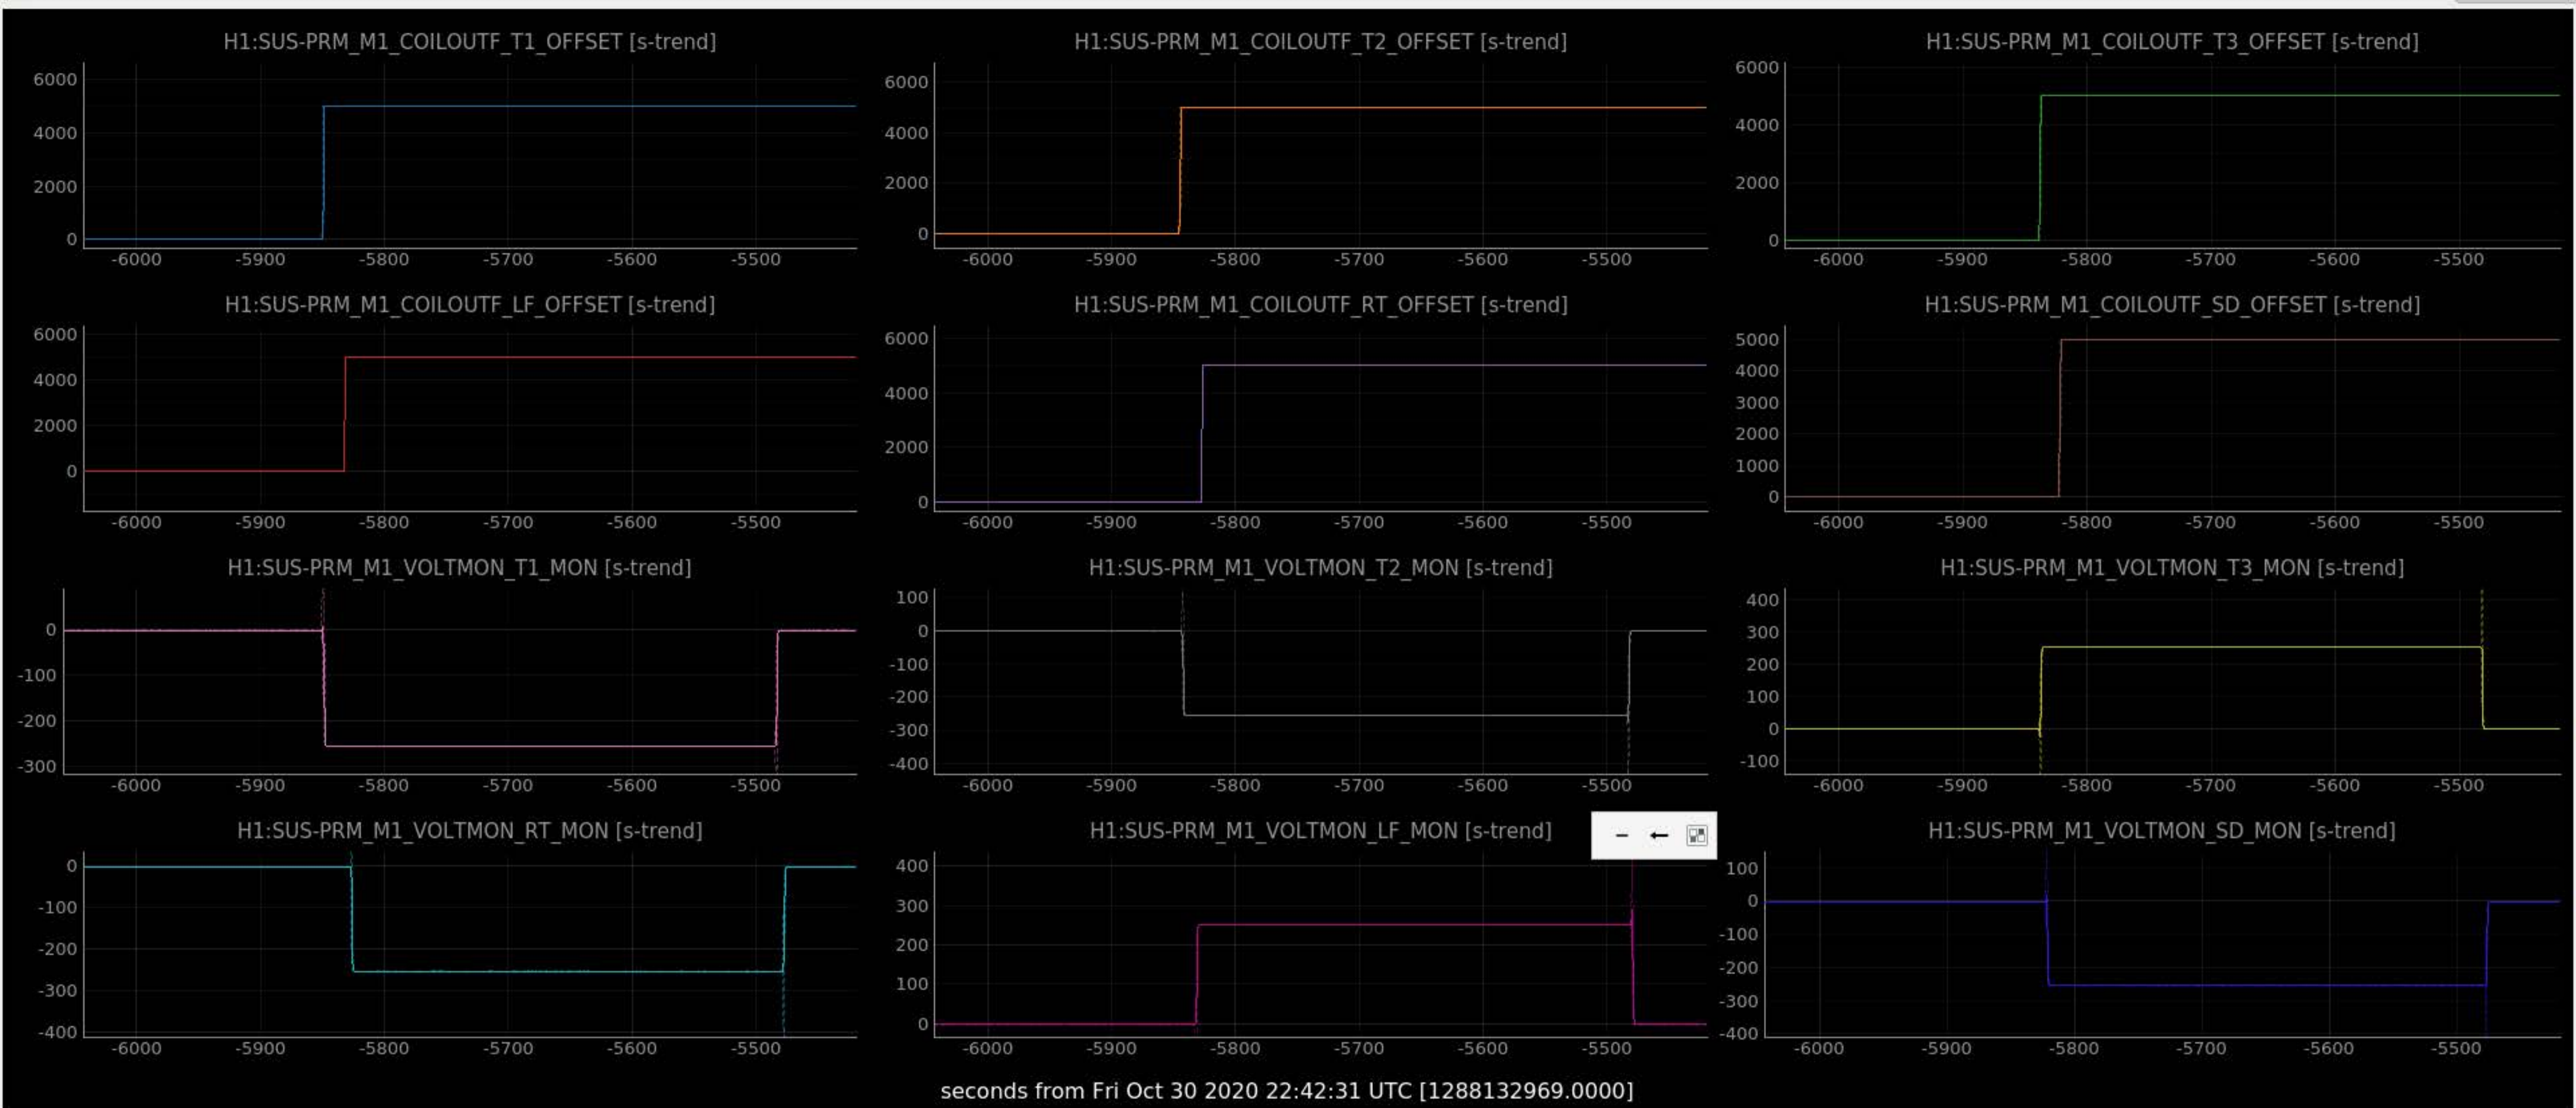 H1:SUS-PRM_M1_COILOUTF_T1_OFFSET [s-trend]
6000
4000
2000
0
-6000 -5900 -5800 -5700 -5600 -5500
H1:SUS-PRM_M1_COILOUTF_T2_OFFSET [s-trend]
6000
4000
2000
0
-6000 -5900 -5800 -5700 -5600 -5500
H1:SUS-PRM_M1_COILOUTF_T3_OFFSET [s-trend]
6000
4000
2000
0
-6000 -5900 -5800 -5700 -5600 -5500
H1:SUS-PRM_M1_COILOUTF_LF_OFFSET [s-trend]
6000
4000
2000
0
-6000 -5900 -5800 -5700 -5600 -5500
H1:SUS-PRM_M1_COILOUTF_RT_OFFSET [s-trend]
6000
4000
2000
0
-6000 -5900 -5800 -5700 -5600 -5500
H1:SUS-PRM_M1_COILOUTF_SD_OFFSET [s-trend]
5000
4000
3000
2000
1000
0
-6000 -5900 -5800 -5700 -5600 -5500
H1:SUS-PRM_M1_VOLTMON_T1_MON [s-trend]
0
-100
-200
-300
-6000 -5900 -5800 -5700 -5600 -5500
H1:SUS-PRM_M1_VOLTMON_T2_MON [s-trend]
100
0
-100
-200
-300
-400
-6000 -5900 -5800 -5700 -5600 -5500
H1:SUS-PRM_M1_VOLTMON_T3_MON [s-trend]
400
300
200
100
0
-100
-6000 -5900 -5800 -5700 -5600 -5500
H1:SUS-PRM_M1_VOLTMON_RT_MON [s-trend]
0
-100
-200
-300
-400
-6000 -5900 -5800 -5700 -5600 -5500
H1:SUS-PRM_M1_VOLTMON_LF_MON [s-trend]
400
300
200
100
0
-6000 -5900 -5800 -5700 -5600 -5500
H1:SUS-PRM_M1_VOLTMON_SD_MON [s-trend]
100
0
-100
-200
-300
-400
-6000 -5900 -5800 -5700 -5600 -5500
seconds from Fri Oct 30 2020 22:42:31 UTC [1288132969.0000]